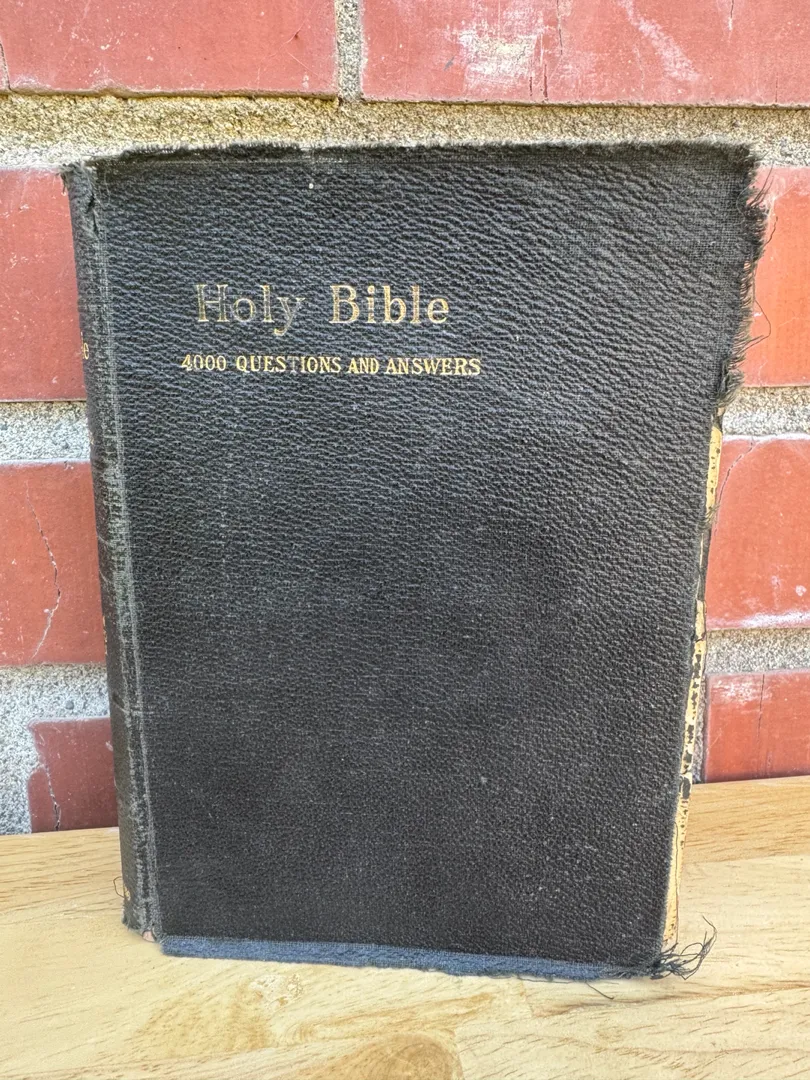 Holy Bible
4000 QUESTIONS AND ANSWERS